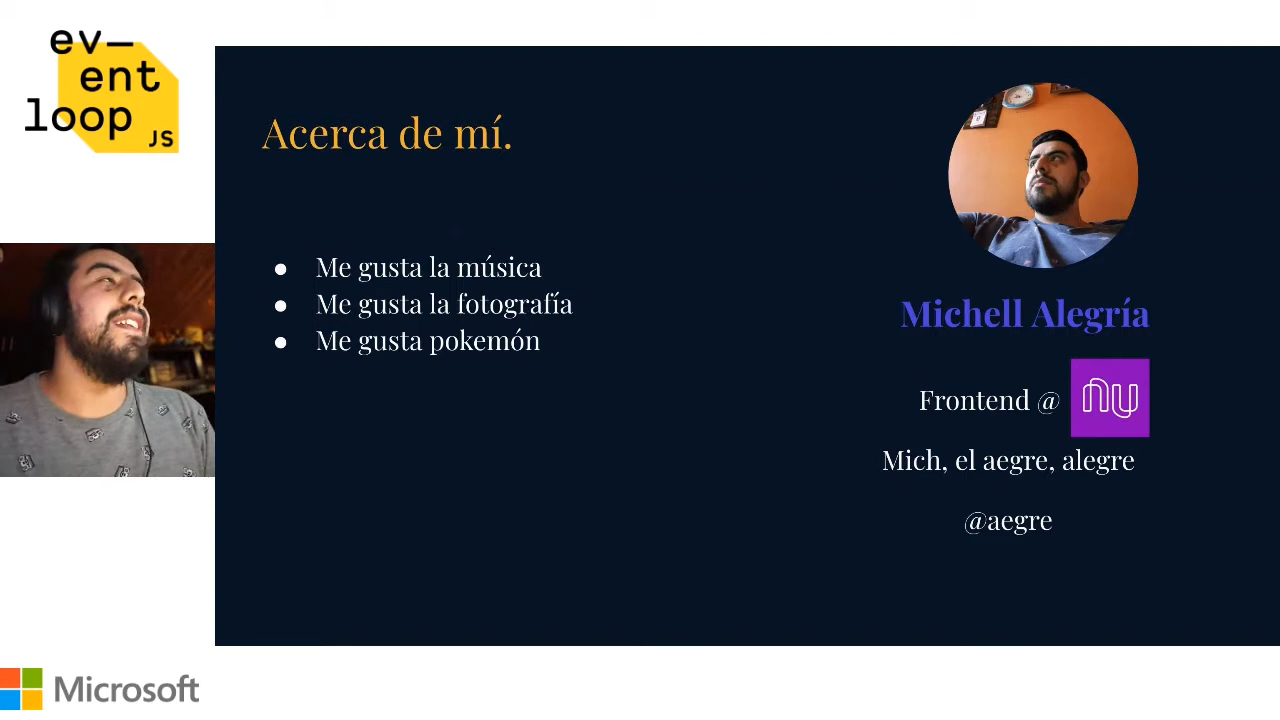 ev—
ent
loop
JS
Acerca de mí.
● Me gusta la música
● Me gusta la fotografía
● Me gusta pokemón
Michell Alegría
Frontend @ nu
Mich, el aegre, alegre
@aegre
Microsoft